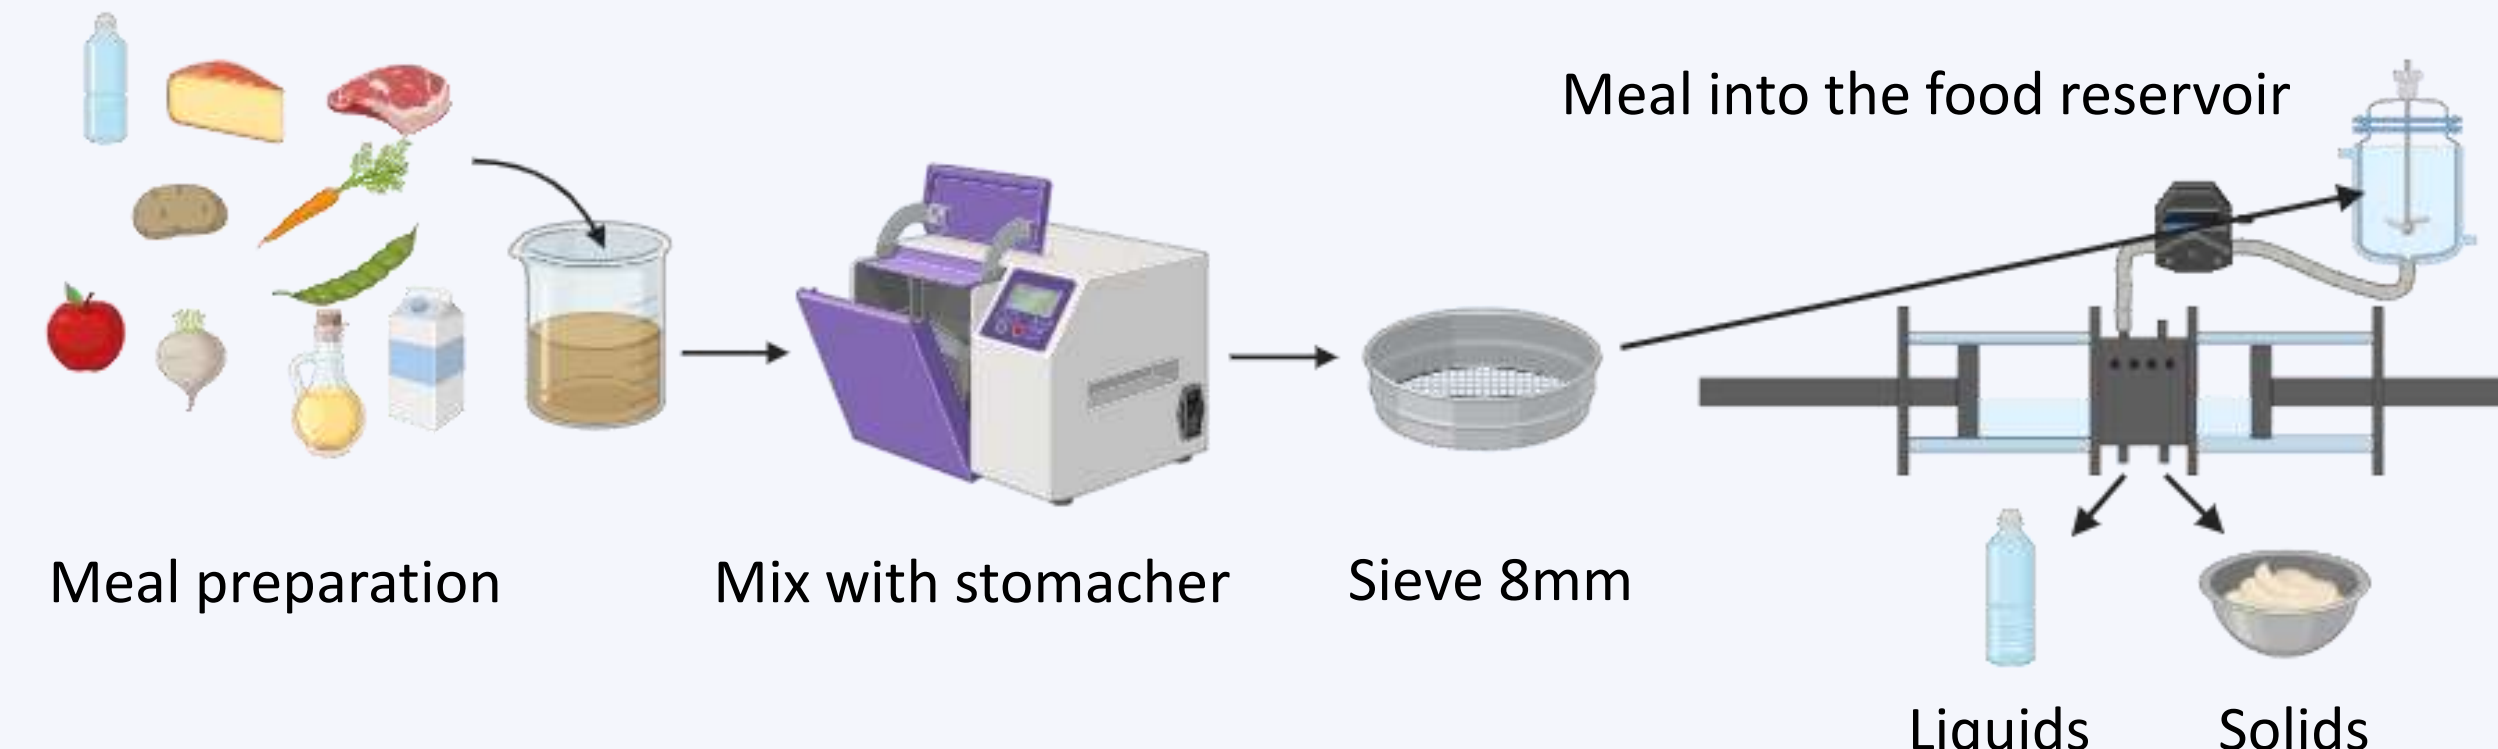 Meal into the food reservoir
Meal preparation
Mix with stomacher
Sieve 8mm
Liquids
Solids